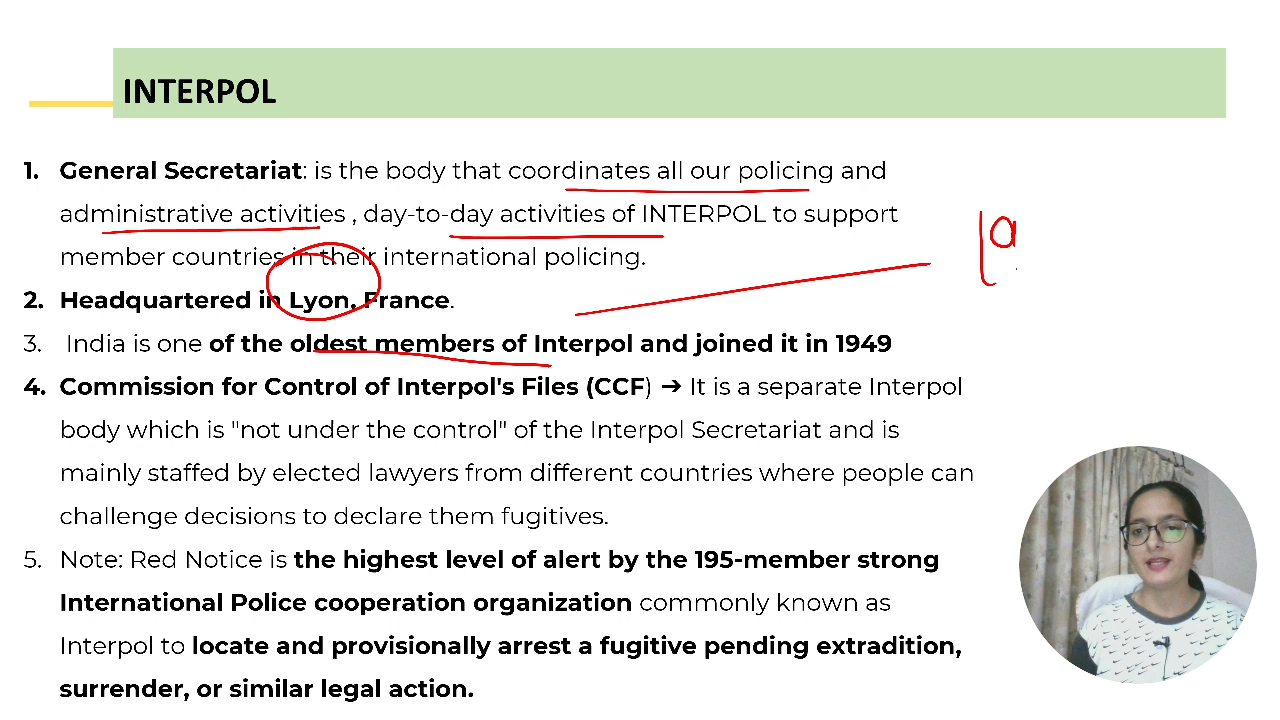 INTERPOL
1. General Secretariat: is the body that coordinates all our policing and
administrative activities , day-to-day activities of INTERPOL to support
member countries in their international policing.
2. Headquartered in Lyon, France.
3. India is one of the oldest members of Interpol and joined it in 1949
4. Commission for Control of Interpol's Files (CCF) ➔ It is a separate Interpol
body which is "not under the control" of the Interpol Secretariat and is
mainly staffed by elected lawyers from different countries where people can
challenge decisions to declare them fugitives.
5. Note: Red Notice is the highest level of alert by the 195-member strong
International Police cooperation organization commonly known as
Interpol to locate and provisionally arrest a fugitive pending extradition,
surrender, or similar legal action.